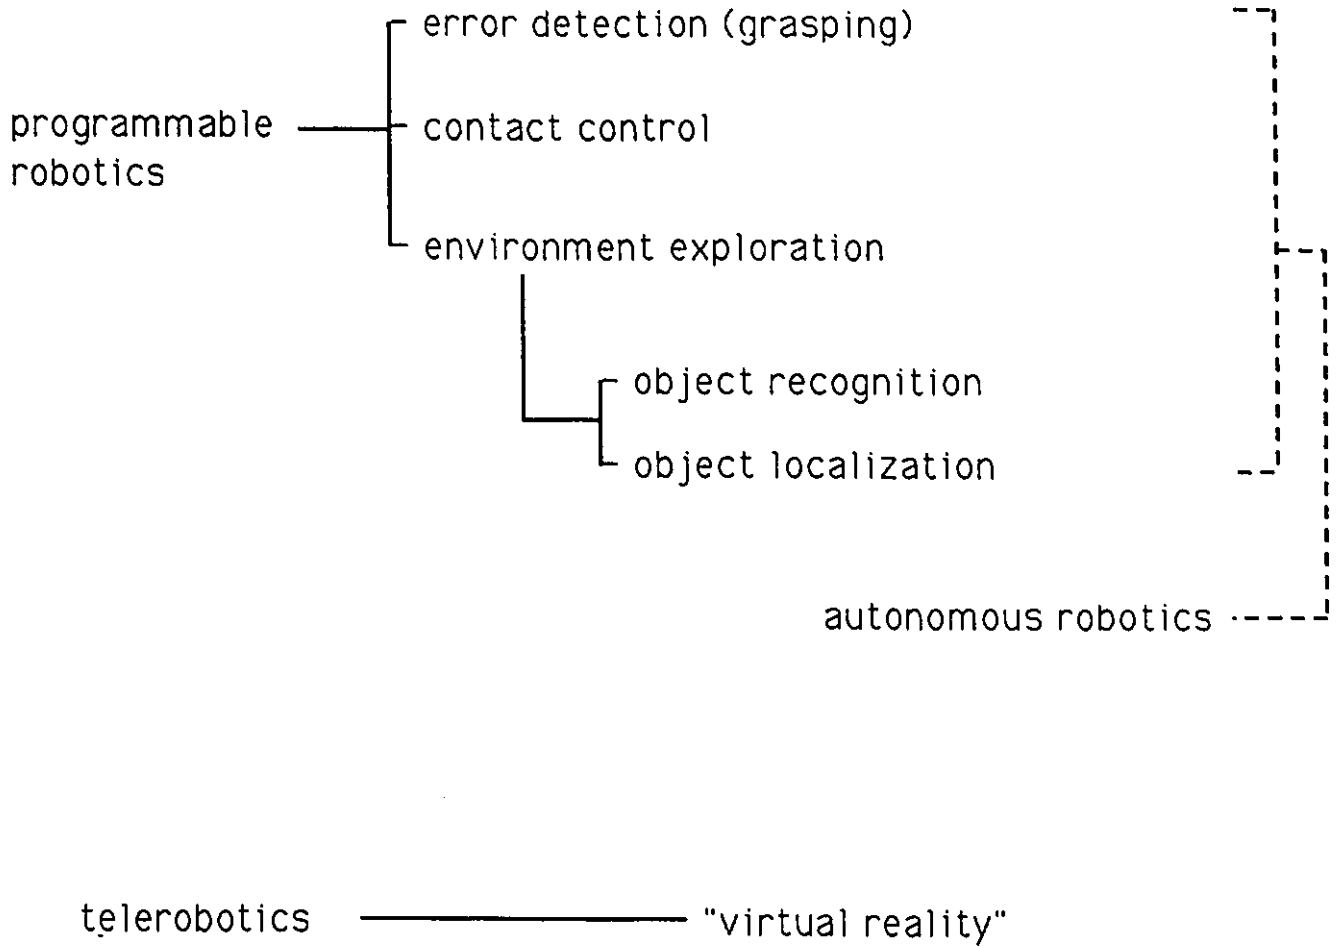 error detection (grasping)
programmable
robotics
contact control
environment exploration
object recognition
object localization
autonomous robotics
telerobotics
"virtual reality"